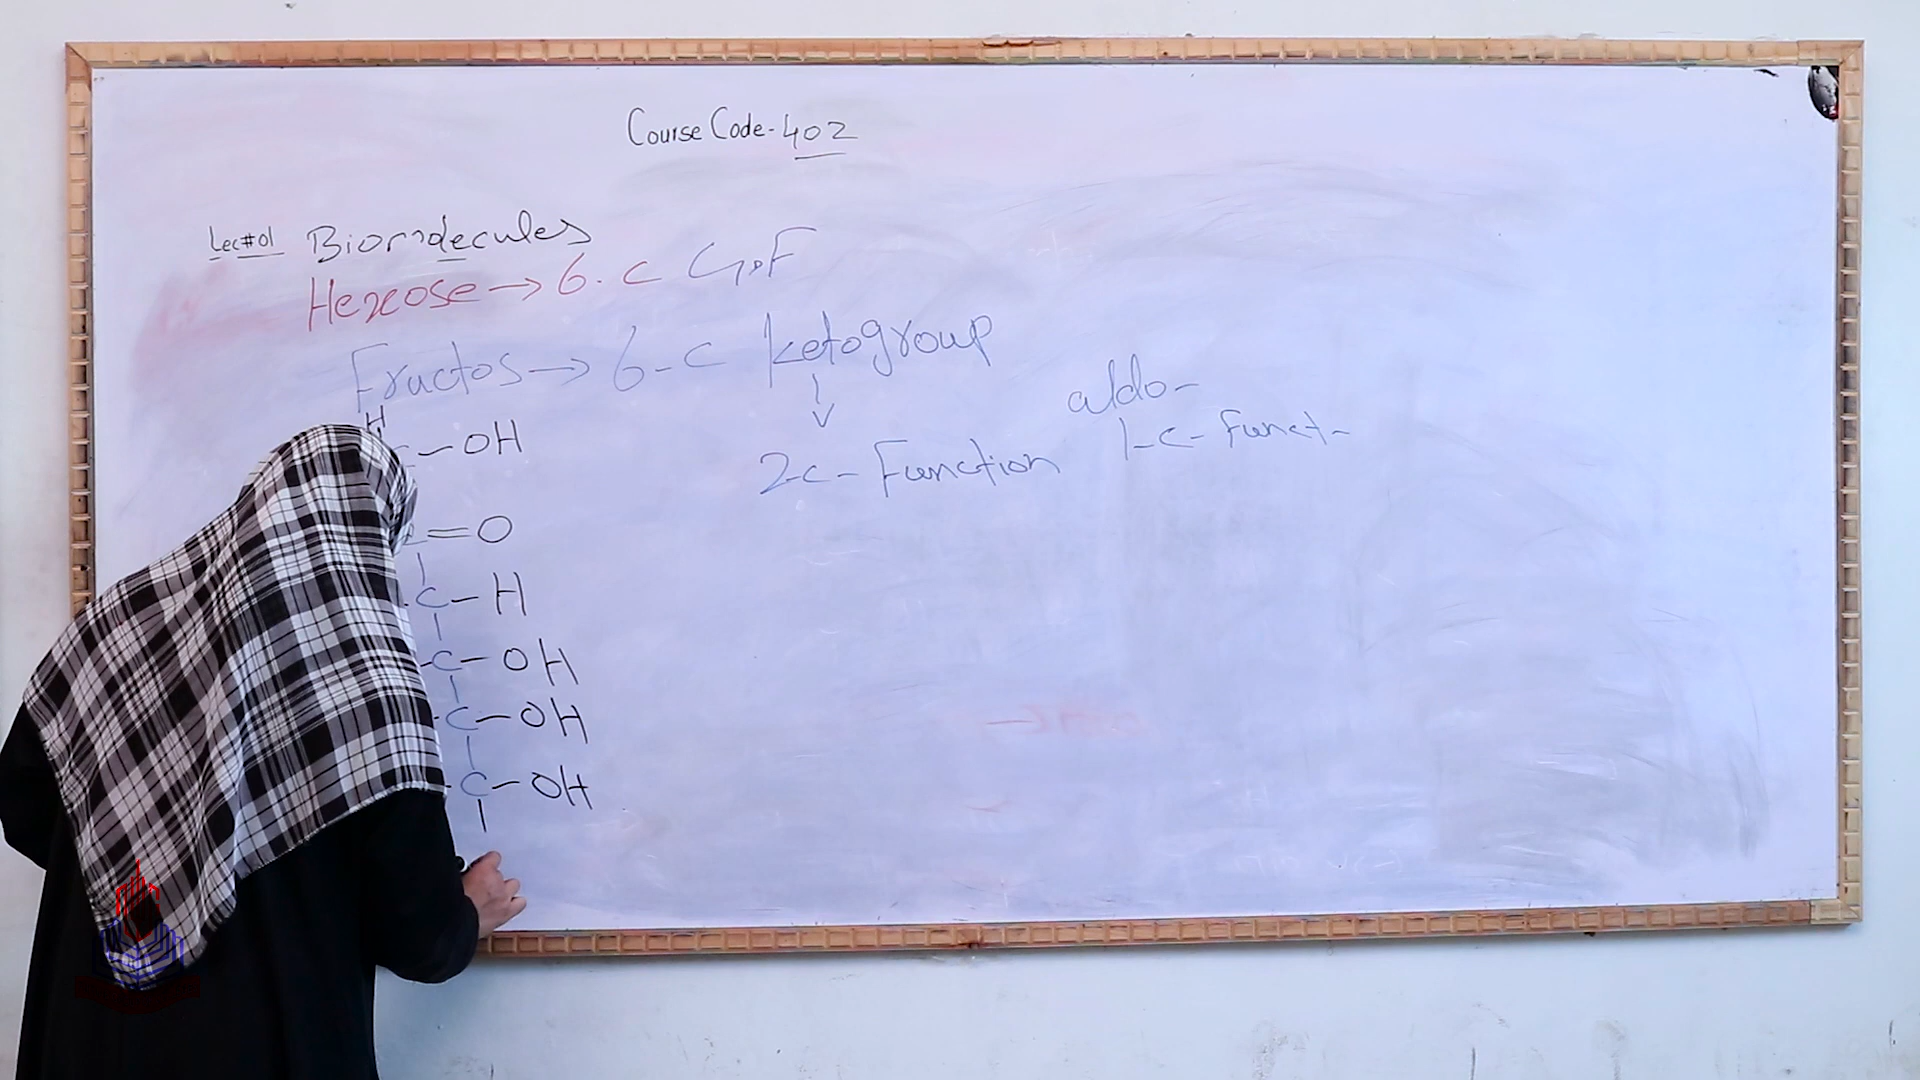 Course Code-402
Lec#01 Biomolecules
Hexose → 6.c G,F
Fructos → 6-c ketogroup
aldo-
1-c-Funct-
2-c-Function
H
C-OH
=O
C-H
-C-OH
-C-OH
-C-OH